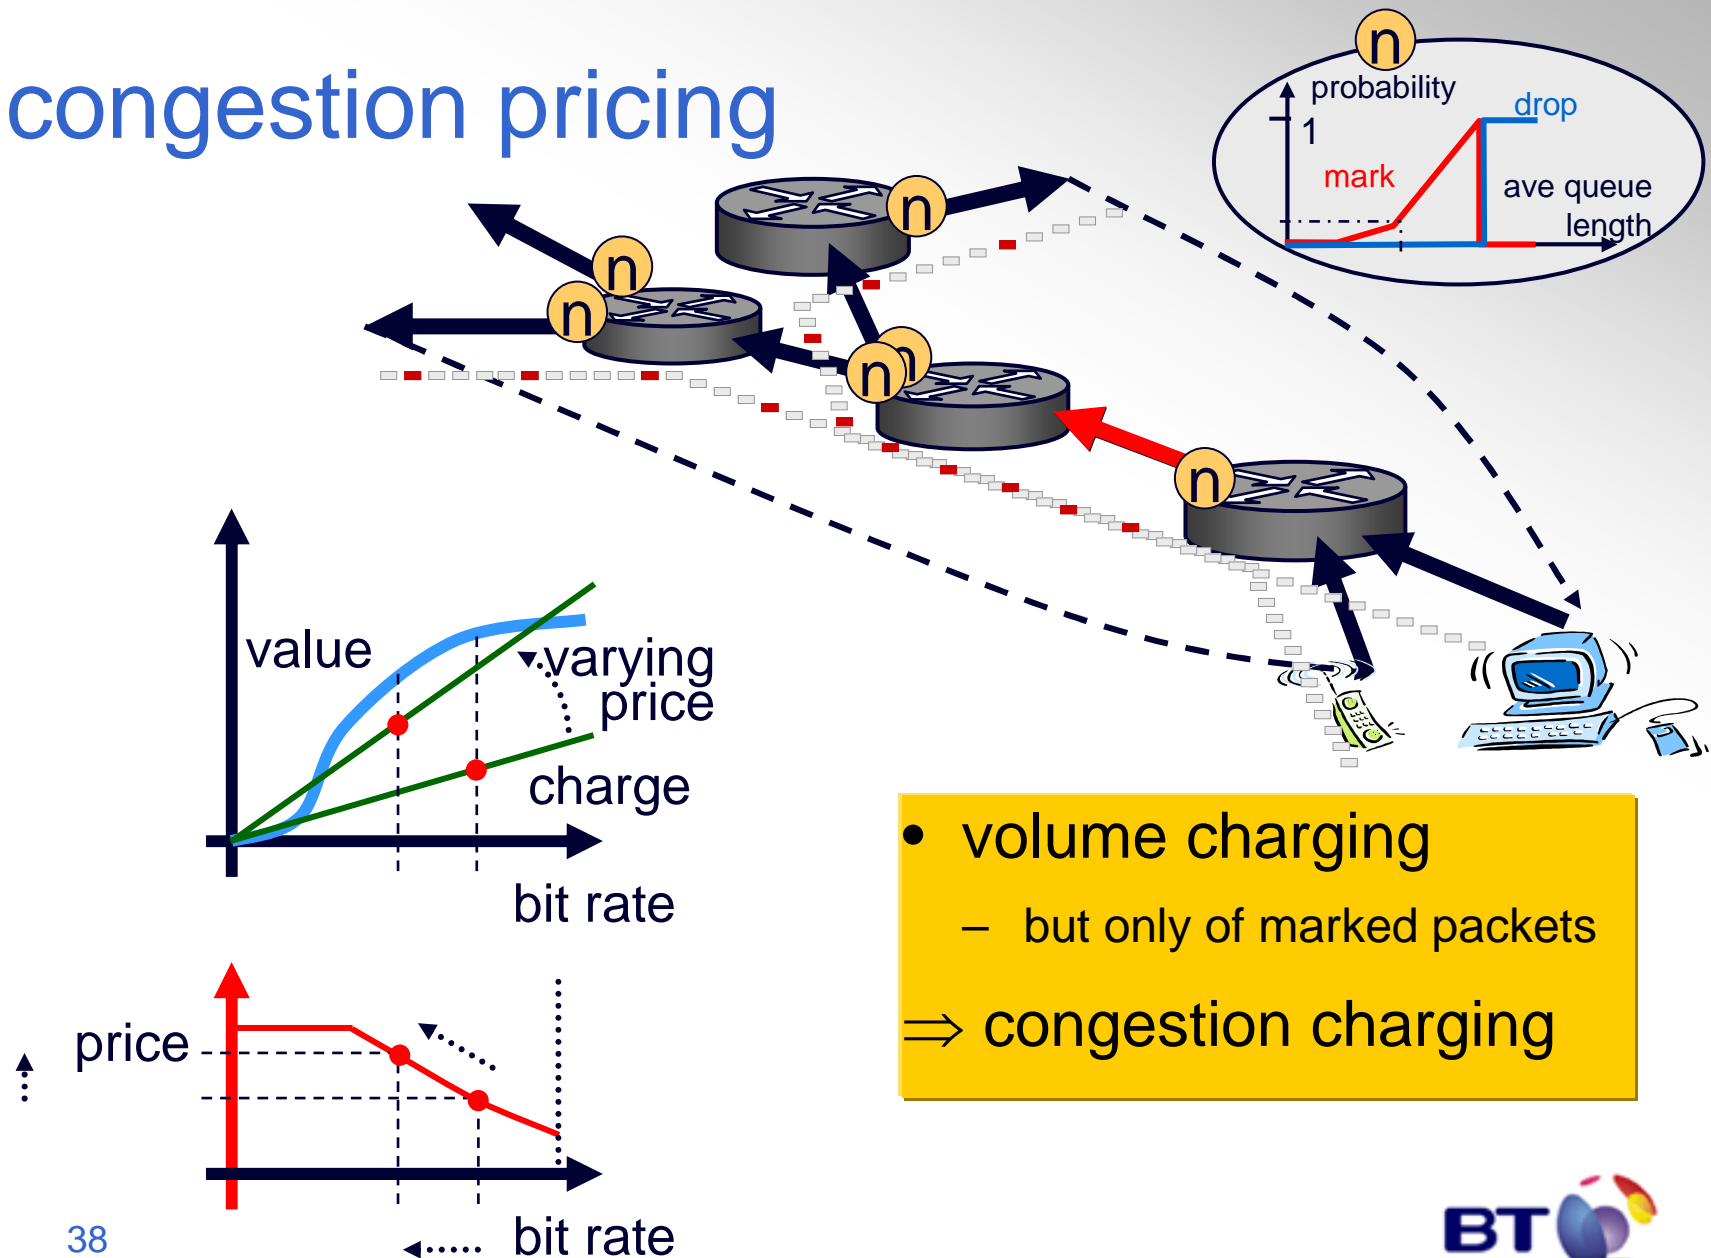 congestion pricing
n
probability
1
drop
mark
ave queue
length
n
n
n
n
n
n
value
varying
price
charge
bit rate
price
bit rate
• volume charging
– but only of marked packets
⇒ congestion charging
38
BT